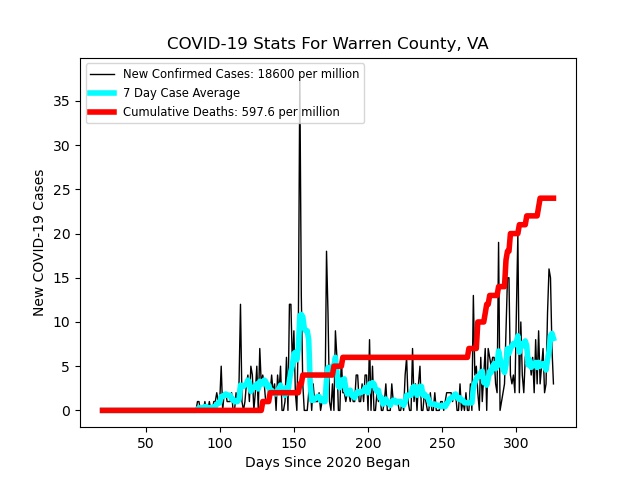 COVID-19 Stats For Warren County, VA
New Confirmed Cases: 18600 per million
7 Day Case Average
Cumulative Deaths: 597.6 per million
35
30
25
20
15
10
5
0
New COVID-19 Cases
50 100 150 200 250 300
Days Since 2020 Began